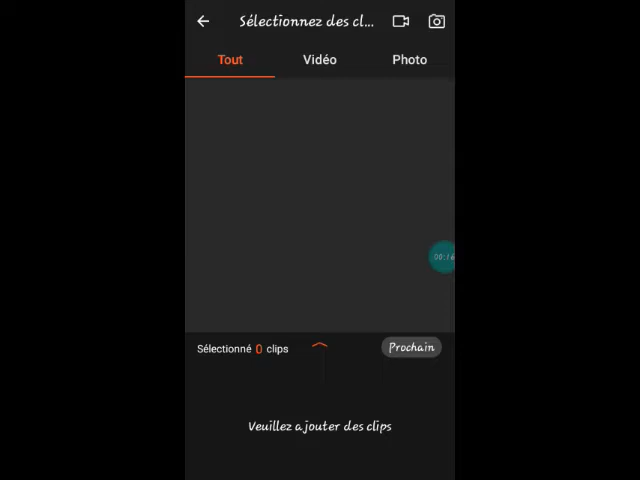 Sélectionnez des cl...
Tout Vidéo Photo
Sélectionné 0 clips
Prochain
Veuillez ajouter des clips